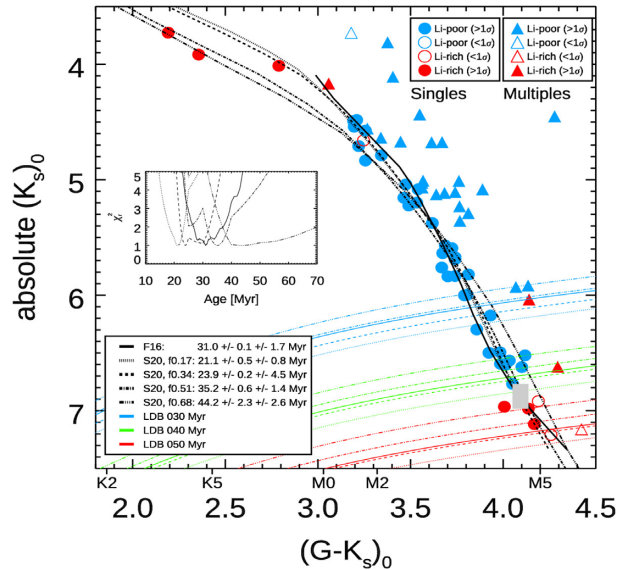 Li-poor (>1σ) Li-poor (>1σ)
Li-poor (<1σ) Li-poor (<1σ)
Li-rich (<1σ) Li-rich (<1σ)
Li-rich (>1σ) Li-rich (>1σ)
Singles Multiples
4
5
6
7
absolute (Ks)0
5
4
3
2
1
0
χr²
10 20 30 40 50 60 70
Age [Myr]
F16: 31.0 +/- 0.1 +/- 1.7 Myr
S20, f0.17: 21.1 +/- 0.5 +/- 0.8 Myr
S20, f0.34: 23.9 +/- 0.2 +/- 4.5 Myr
S20, f0.51: 35.2 +/- 0.6 +/- 1.4 Myr
S20, f0.68: 44.2 +/- 2.3 +/- 2.6 Myr
LDB 030 Myr
LDB 040 Myr
LDB 050 Myr
K2 K5 M0 M2 M5
2.0 2.5 3.0 3.5 4.0 4.5
(G-Ks)0